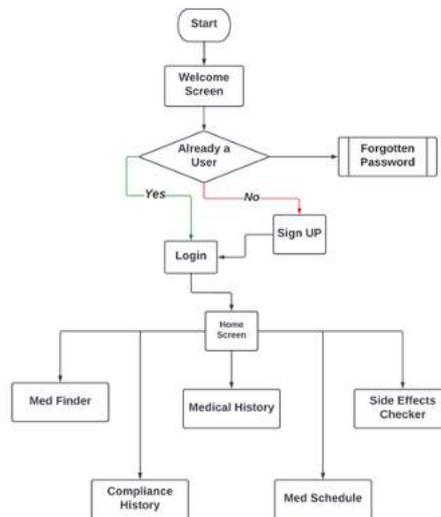 Start
Welcome
Screen
Already a
User
Forgotten
Password
Yes
No
Sign UP
Login
Home
Screen
Med Finder
Medical History
Side Effects
Checker
Compliance
History
Med Schedule